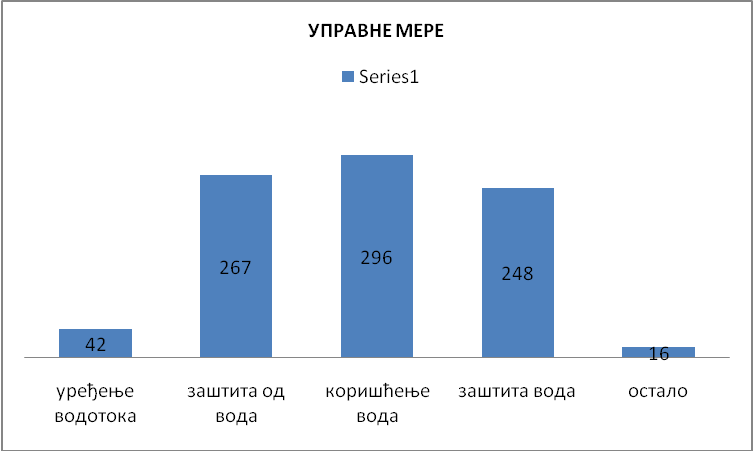 УПРАВНЕ МЕРЕ
Series1
42
267
296
248
16
уређење
водотока
заштита од
вода
коришћење
вода
заштита вода
остало